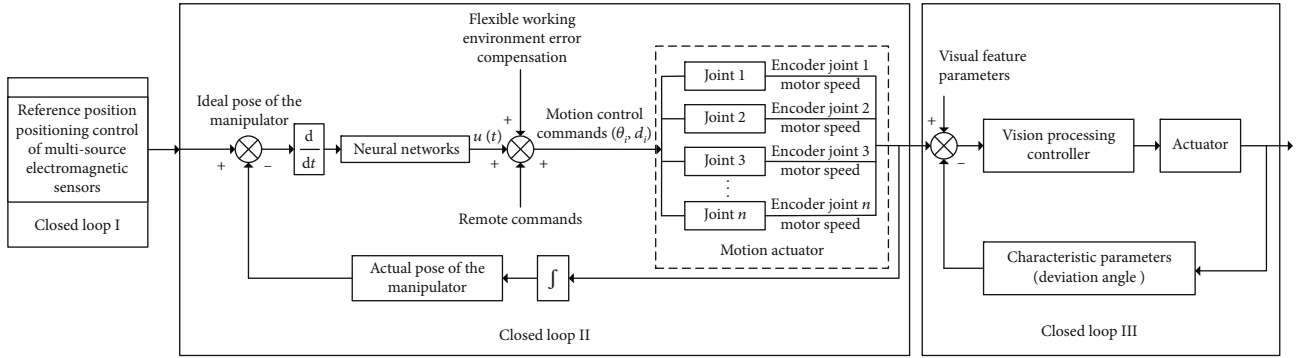 Reference position
positioning control
of multi-source
electromagnetic
sensors
Closed loop I
Ideal pose of the
manipulator
+
−
d
dt
Neural networks
u (t)
Flexible working
environment error
compensation
+
+
+
Remote commands
Motion control
commands (θi, di)
Joint 1
Encoder joint 1
motor speed
Joint 2
Encoder joint 2
motor speed
Joint 3
Encoder joint 3
motor speed
Joint n
Encoder joint n
motor speed
Motion actuator
Actual pose of the
manipulator
∫
Closed loop II
Visual feature
parameters
+
−
Vision processing
controller
Actuator
Characteristic parameters
(deviation angle )
Closed loop III